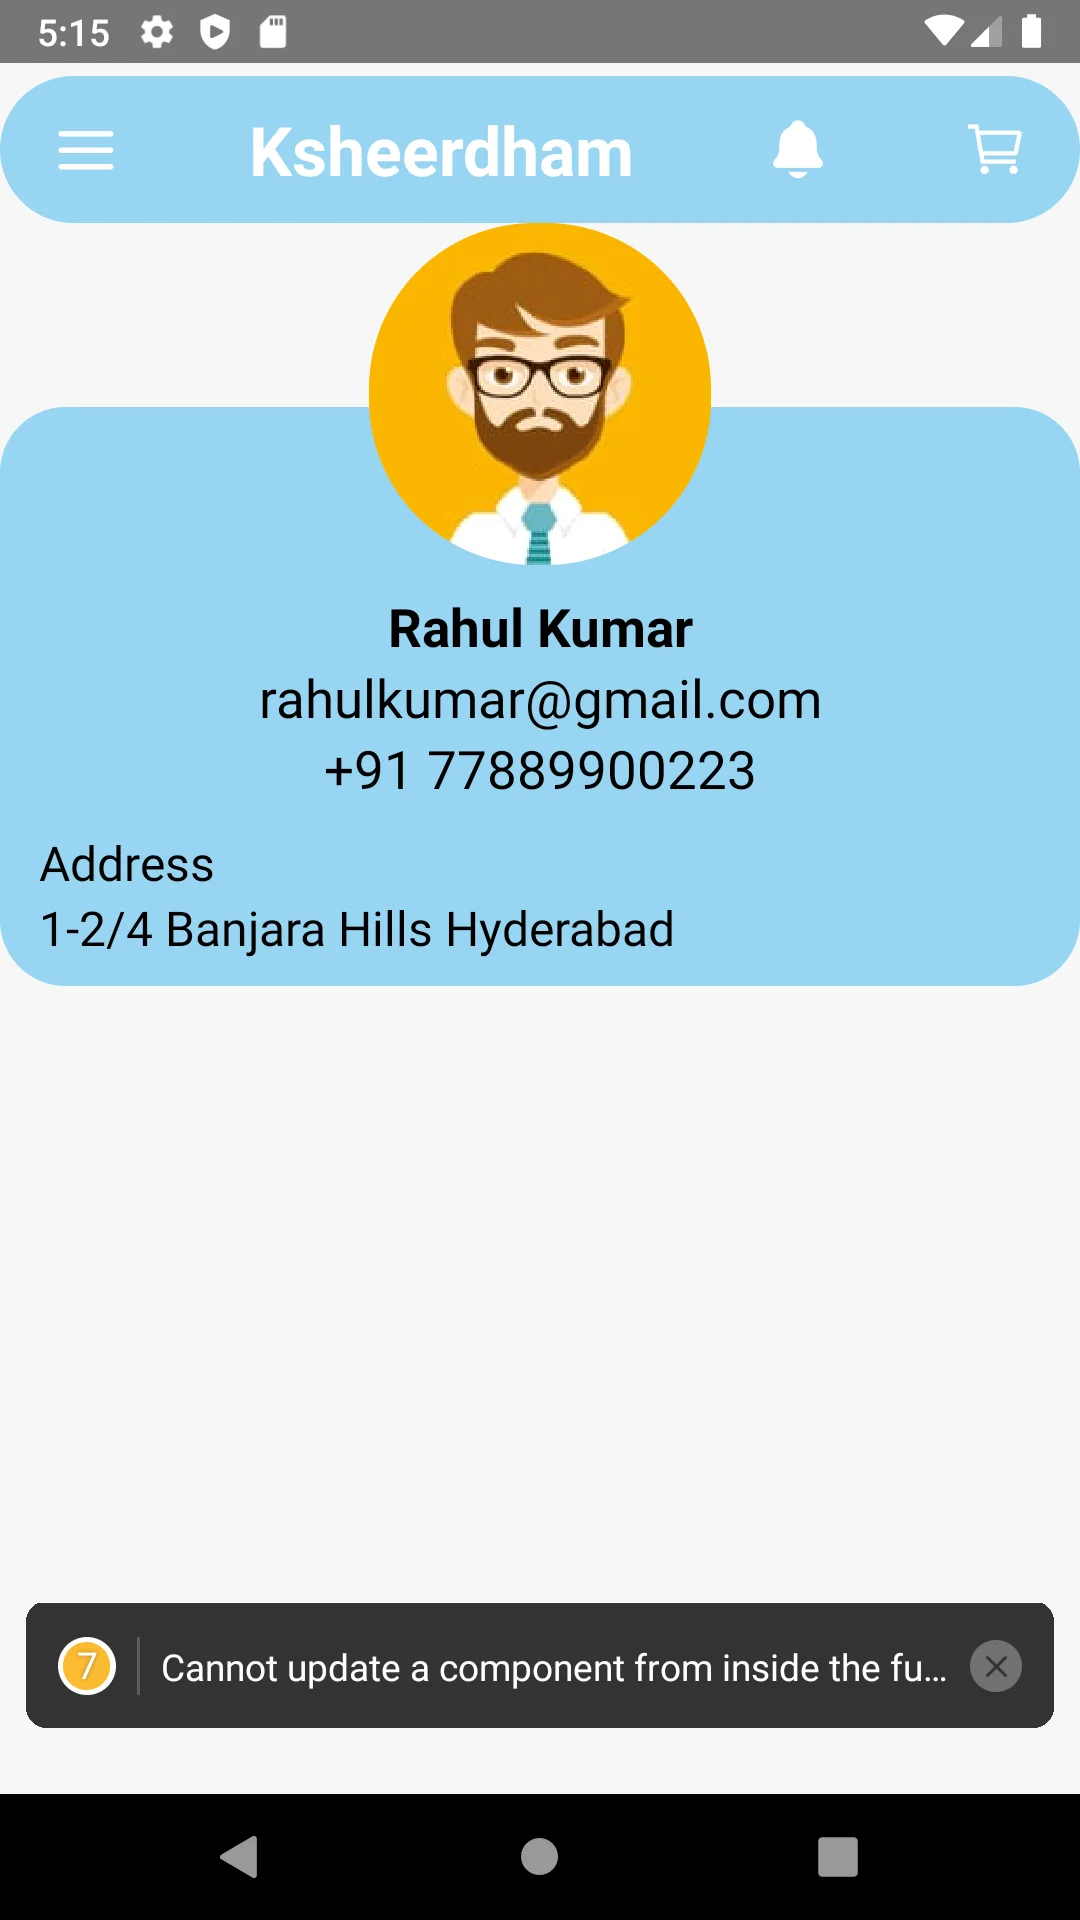 5:15
Ksheerdham
Rahul Kumar
rahulkumar@gmail.com
+91 77889900223
Address
1-2/4 Banjara Hills Hyderabad
7 Cannot update a component from inside the fu...